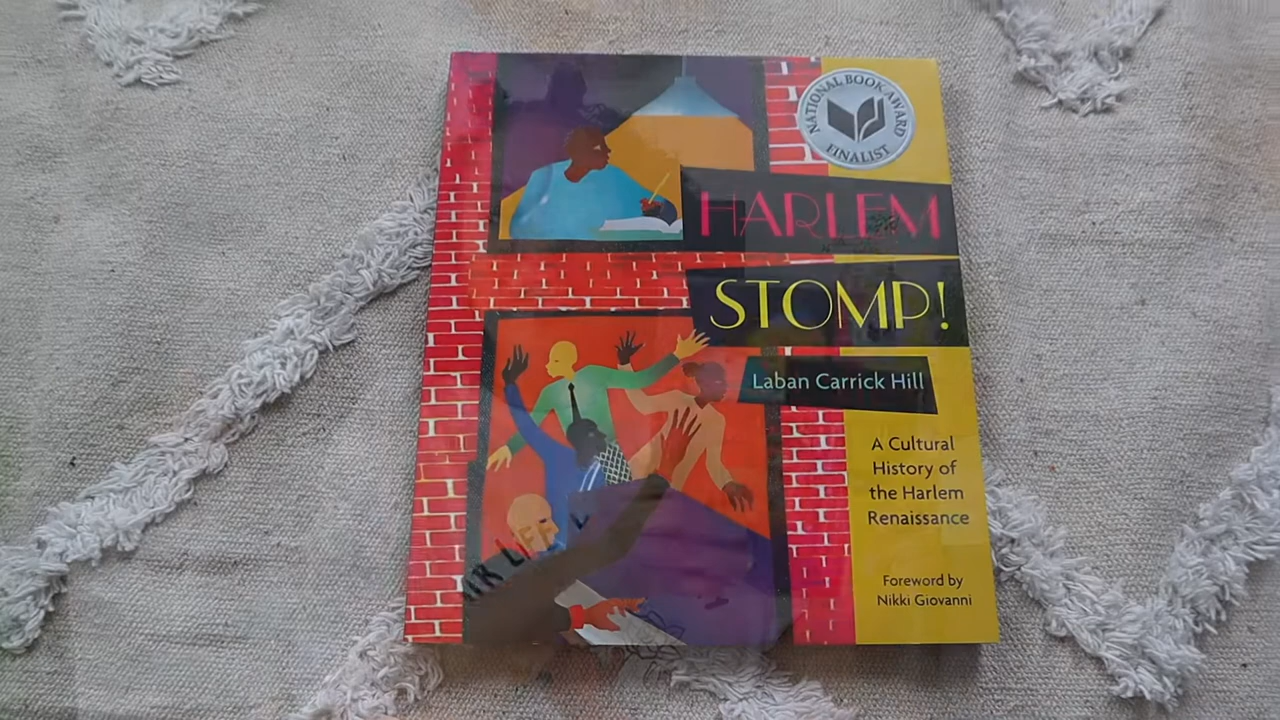 NATIONAL BOOK AWARD
FINALIST
HARLEM
STOMP!
Laban Carrick Hill
A Cultural
History of
the Harlem
Renaissance
Foreword by
Nikki Giovanni